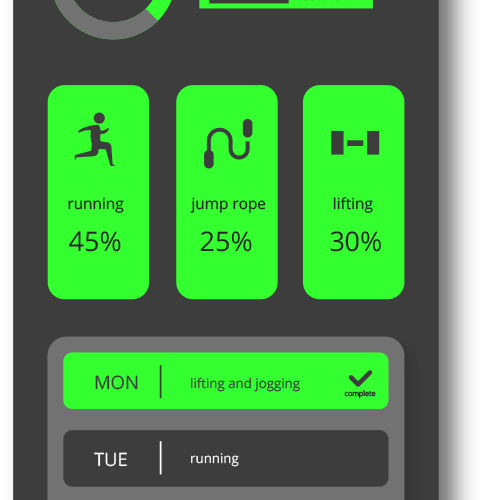 running
jump rope
lifting
45%
25%
30%
MON
lifting and jogging
complete
TUE
running